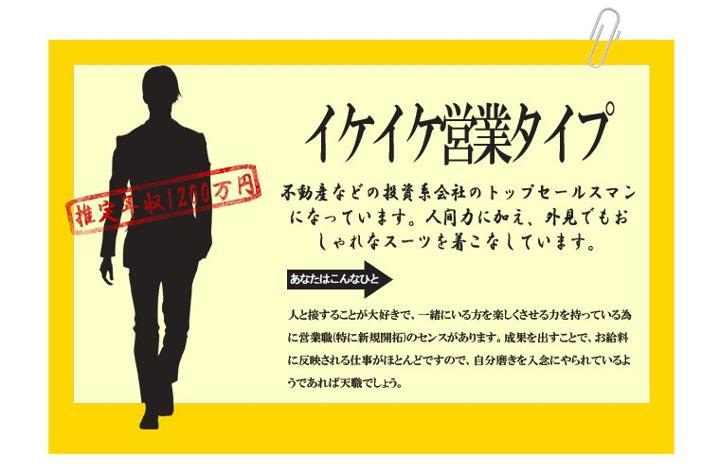 イケイケ営業タイプ
推定年収1200万円
不動産などの投資系会社のトップセールスマン
になっています。人間力に加え、外見でもお
しゃれなスーツを着こなしています。
あなたはこんなひと
人と接することが大好きで、一緒にいる方を楽しくさせる力を持っている為
に営業職(特に新規開拓)のセンスがあります。成果を出すことで、お給料
に反映される仕事がほとんどですので、自分磨きを入念にやられているよ
うであれば天職でしょう。